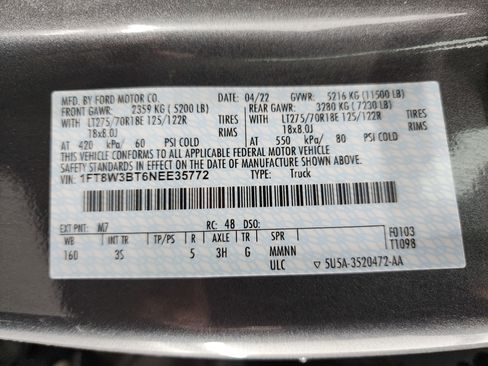 MFD. BY FORD MOTOR CO. 04/22 GVWR: 5216 KG (11500 LB)
FRONT GAWR: 2359 KG (5200 LB) REAR GAWR: 3280 KG (7230 LB)
WITH LT275/70R18E 125/122R TIRES WITH LT275/70R18E 125/122R TIRES
18x8.0J RIMS 18x8.0J RIMS
AT 420 kPa/ 60 PSI COLD AT 550 kPa/ 80 PSI COLD
THIS VEHICLE CONFORMS TO ALL APPLICABLE FEDERAL MOTOR VEHICLE
SAFETY STANDARDS IN EFFECT ON THE DATE OF MANUFACTURE SHOWN ABOVE.
VIN: 1FT8W3BT6NEE35772 TYPE: Truck
EXT PNT: M7 RC: 48 DSO:
WB INT TR TP/PS R AXLE TR SPR
160 3S 5 3H G MMNN
ULC ▽ 5U5A-3520472-AA
F0103
T1098